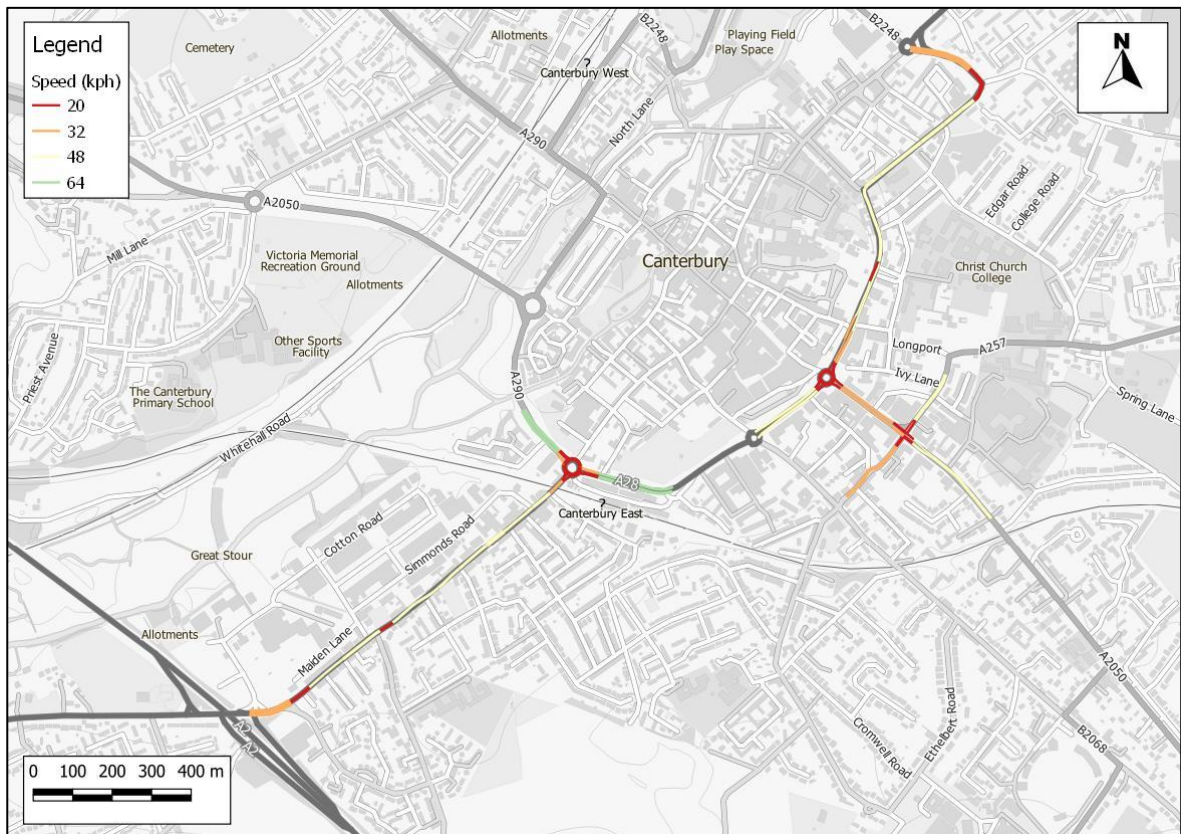 Legend
Speed (kph)
20
32
48
64
Cemetery
Allotments
B2248
Playing Field
Play Space
B2248
N
?
Canterbury West
North Lane
A290
A2050
Mill Lane
Victoria Memorial
Recreation Ground
Allotments
Canterbury
Edgar Road
College Road
Christ Church
College
Other Sports
Facility
Priest Avenue
The Canterbury
Primary School
A290
Longport
A257
Ivy Lane
Spring Lane
Whitehall Road
A28
?
Canterbury East
Cotton Road
Simmonds Road
Great Stour
Allotments
Maiden Lane
A2050
Ethelbert Road
Cromwell Road
B2068
A2
A2
0 100 200 300 400 m